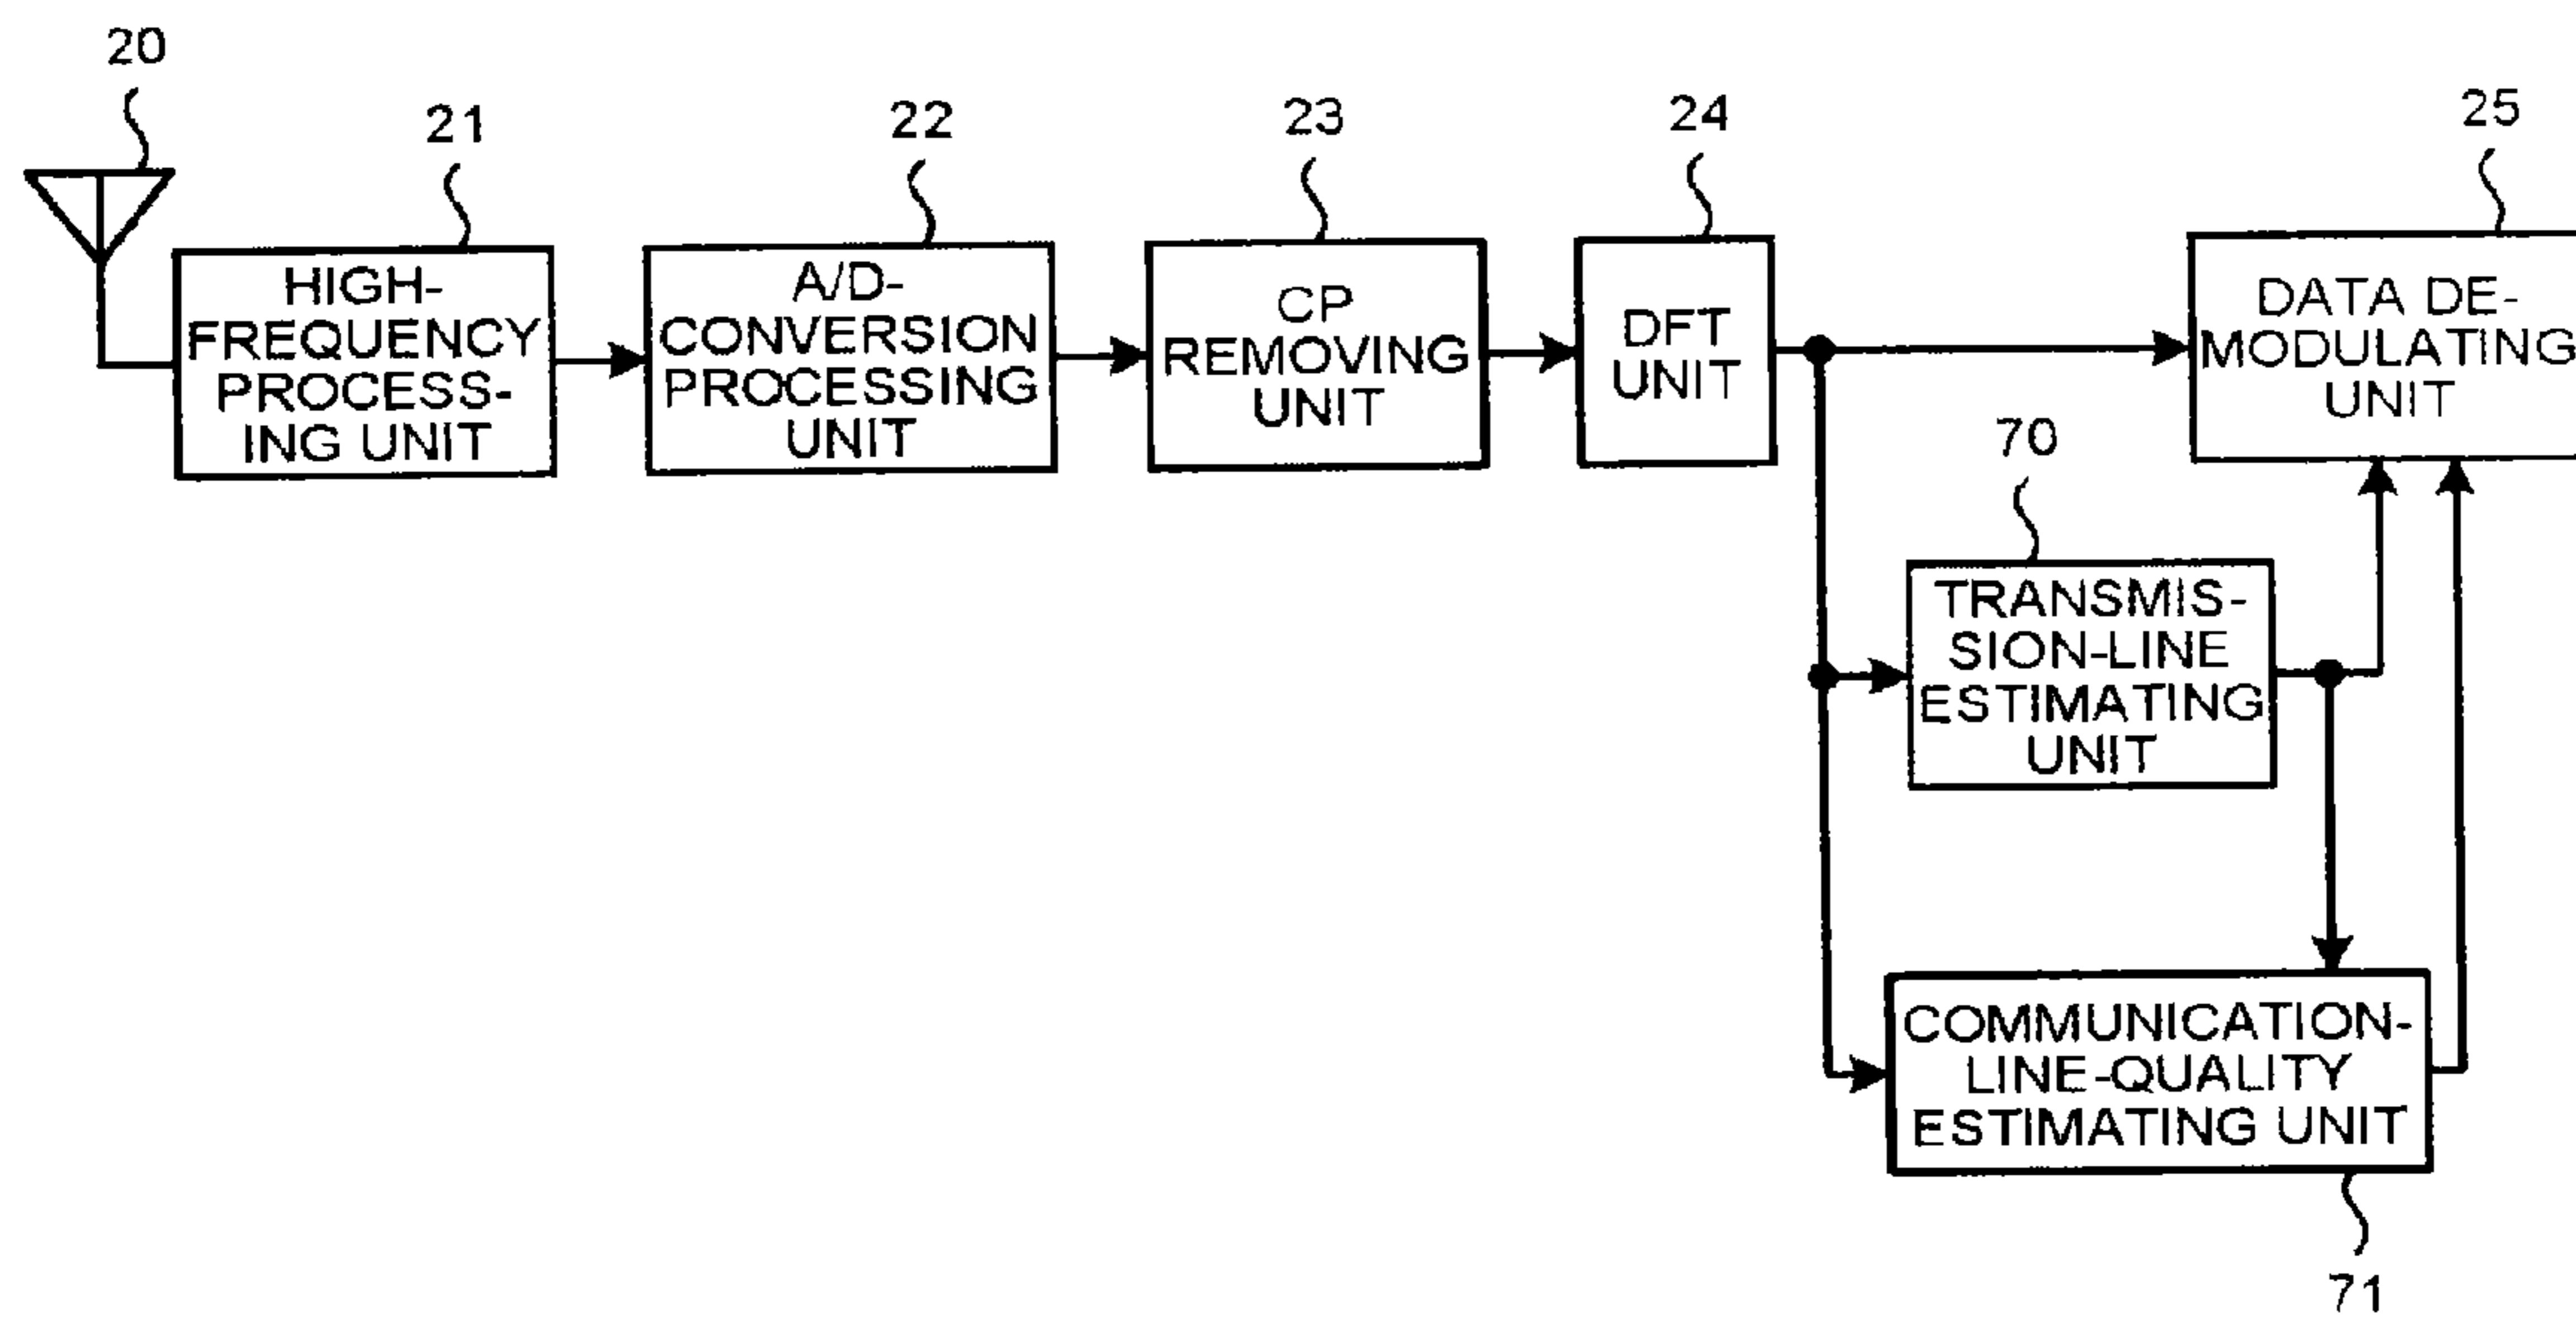 20
21
22
23
24
25
HIGH-
FREQUENCY
PROCESS-
ING UNIT
A/D-
CONVERSION
PROCESSING
UNIT
CP
REMOVING
UNIT
DFT
UNIT
DATA DE-
MODULATING
UNIT
70
TRANSMIS-
SION-LINE
ESTIMATING
UNIT
COMMUNICATION-
LINE-QUALITY
ESTIMATING UNIT
71